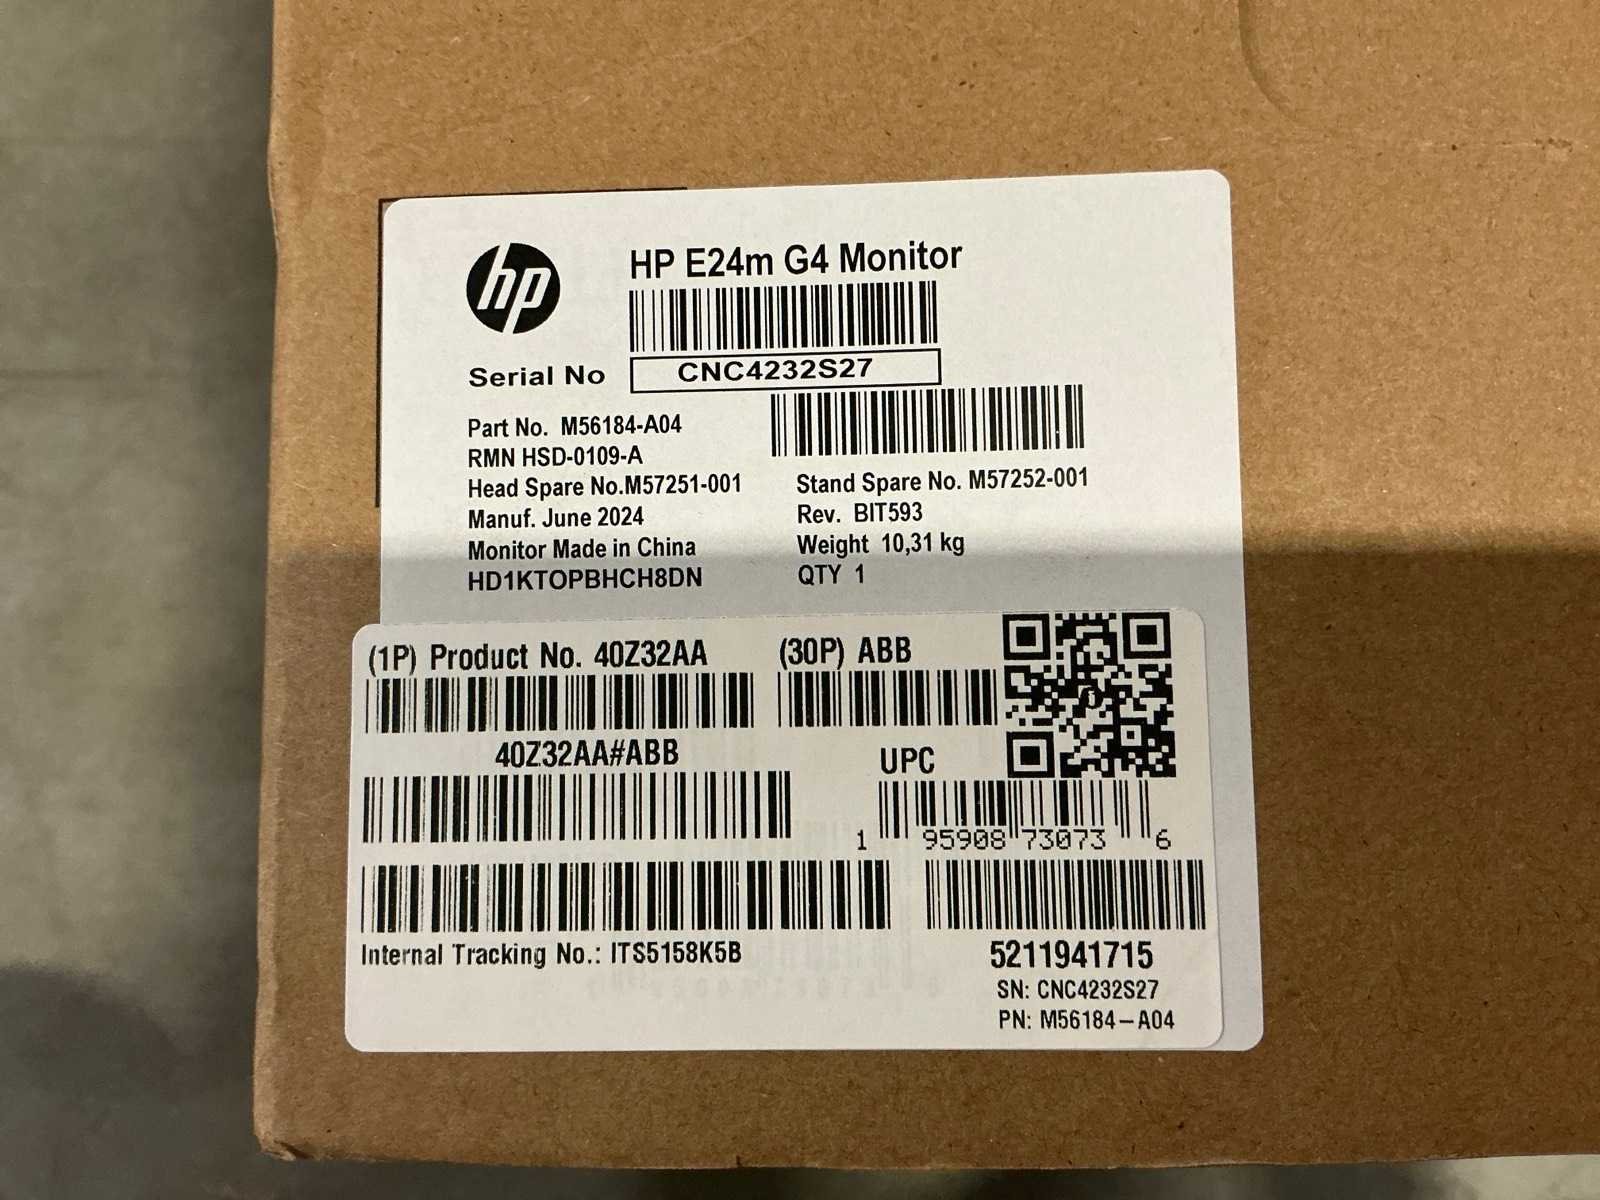 hp
HP E24m G4 Monitor
Serial No CNC4232S27
Part No. M56184-A04
RMN HSD-0109-A
Head Spare No.M57251-001
Stand Spare No. M57252-001
Manuf. June 2024
Rev. BIT593
Monitor Made in China
Weight 10,31 kg
HD1KTOPBHCH8DN
QTY 1
(1P) Product No. 40Z32AA
(30P) ABB
40Z32AA#ABB
UPC
1 95908 73073 6
Internal Tracking No.: ITS5158K5B
5211941715
SN: CNC4232S27
PN: M56184-A04